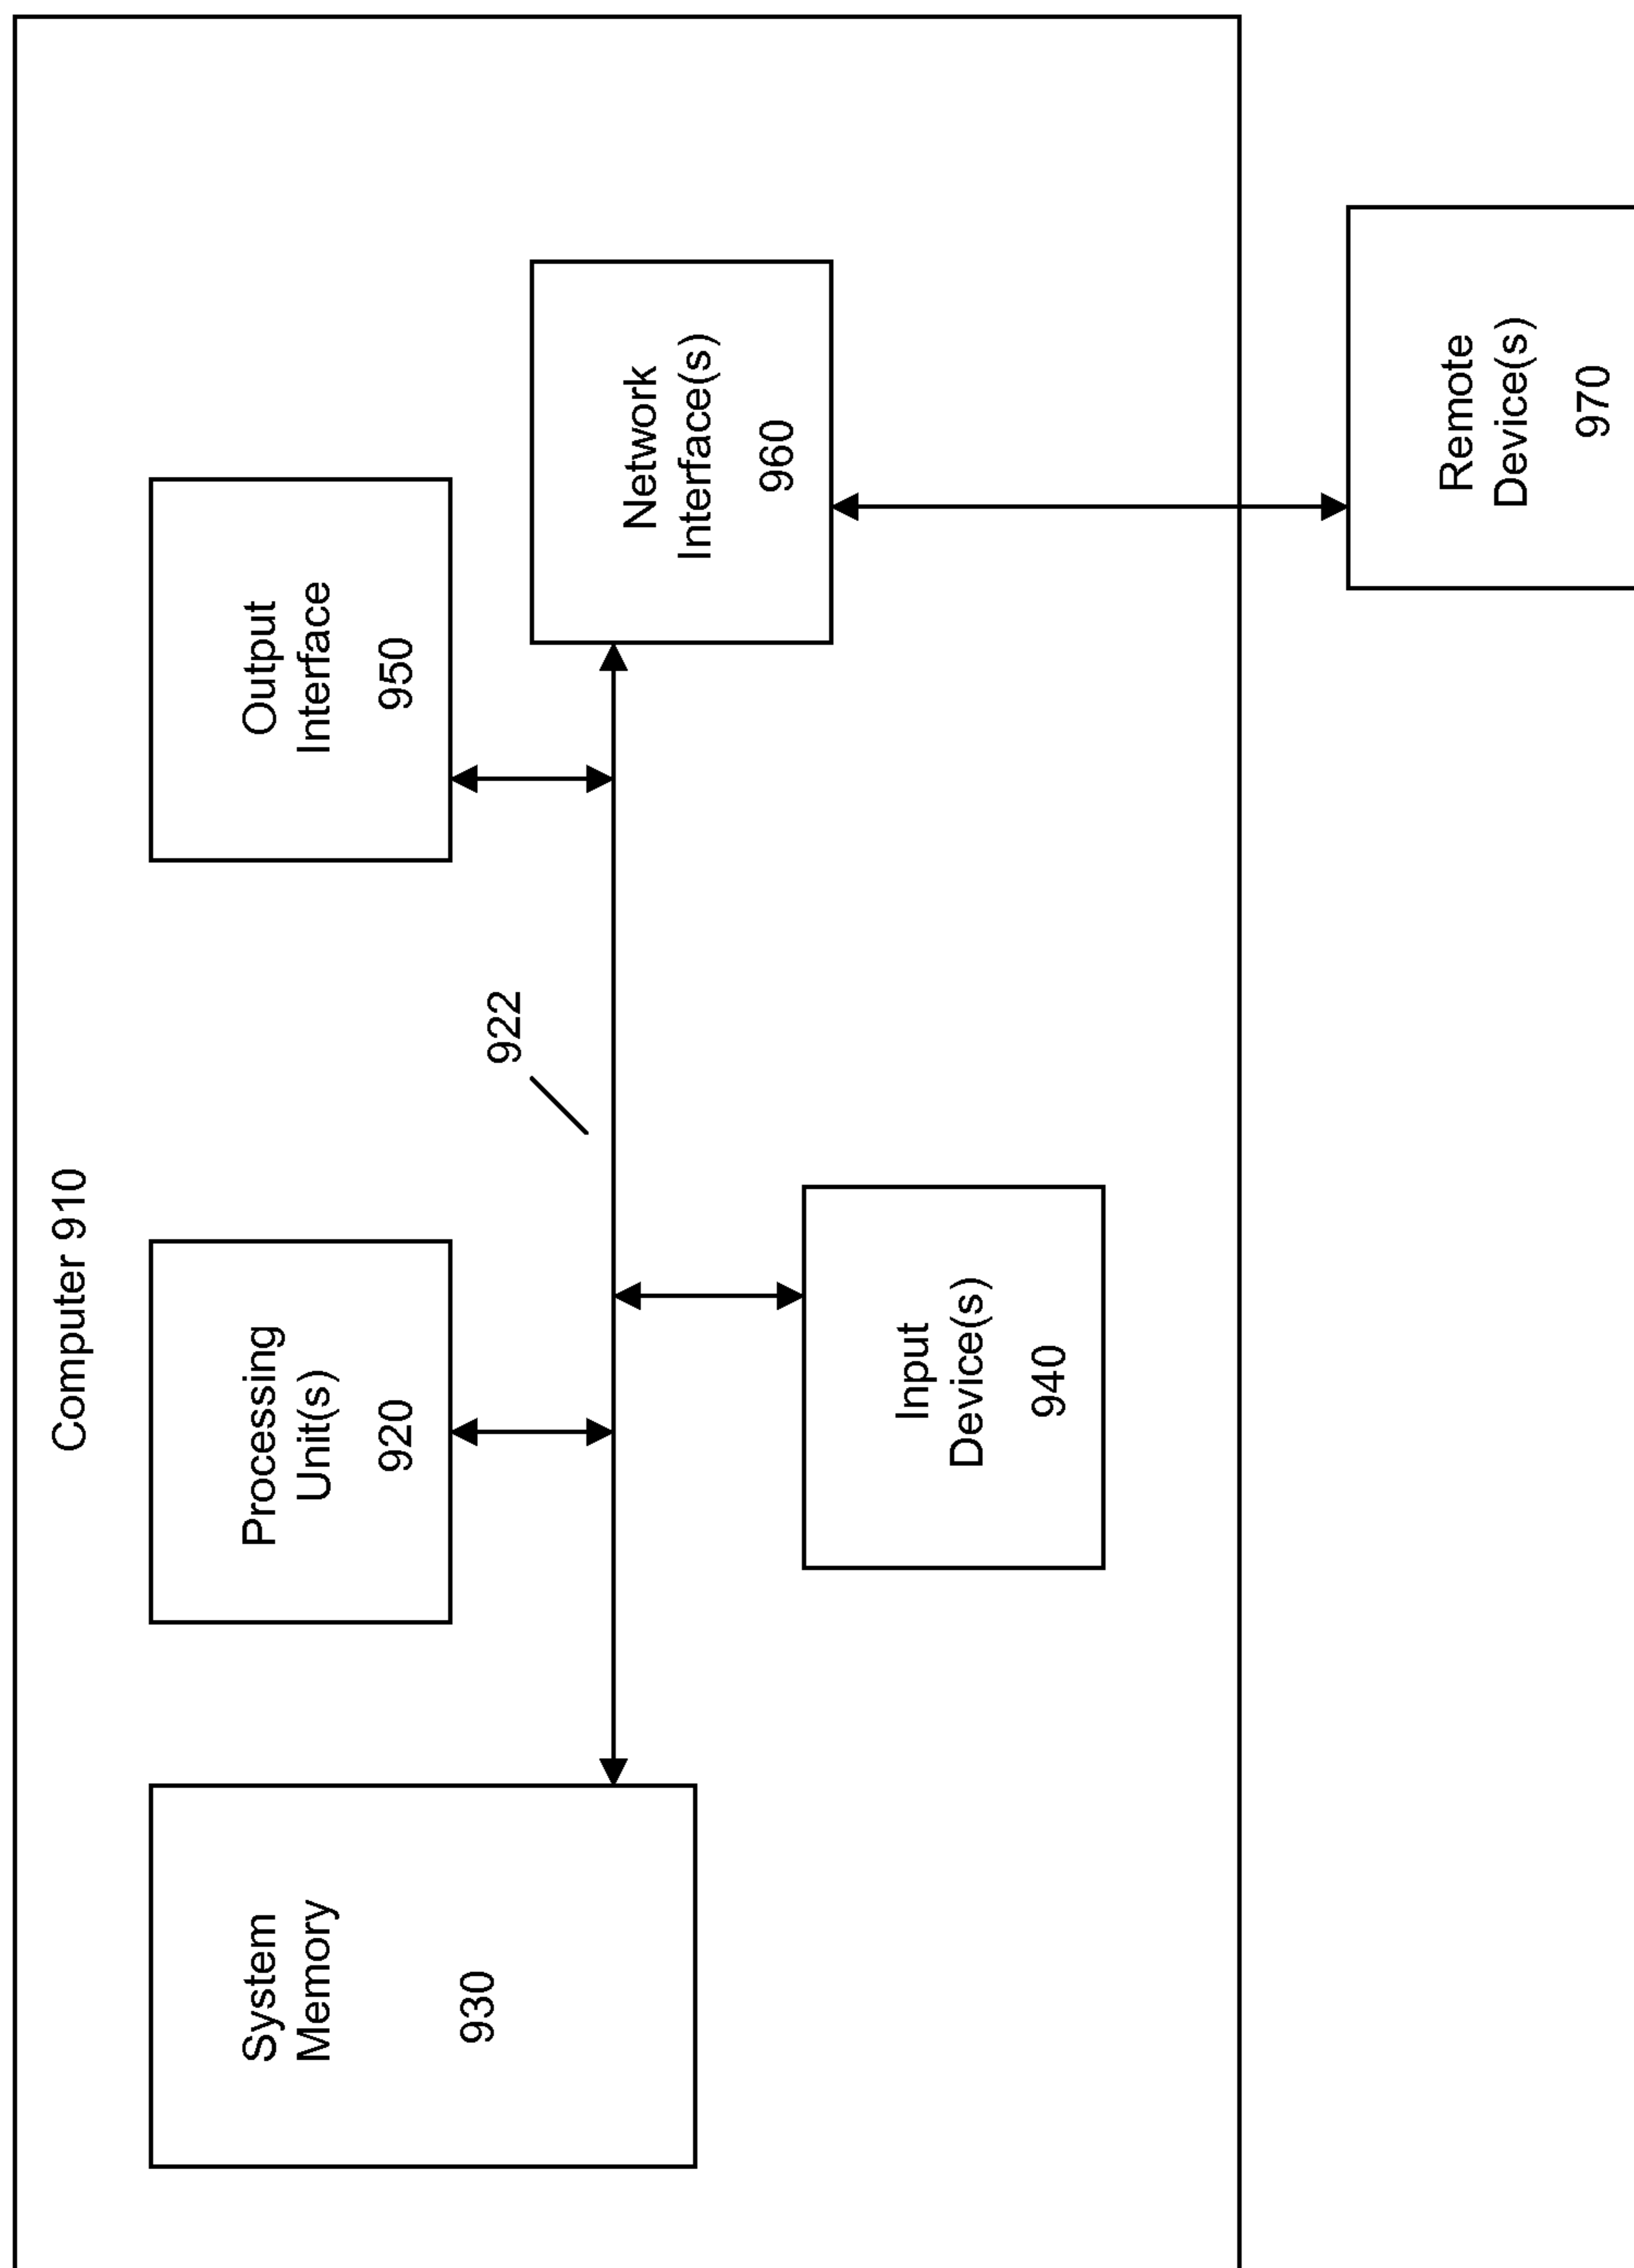 Computer 910
System
Memory
930
Processing
Unit(s)
920
Output
Interface
950
922
Network
Interface(s)
960
Input
Device(s)
940
Remote
Device(s)
970